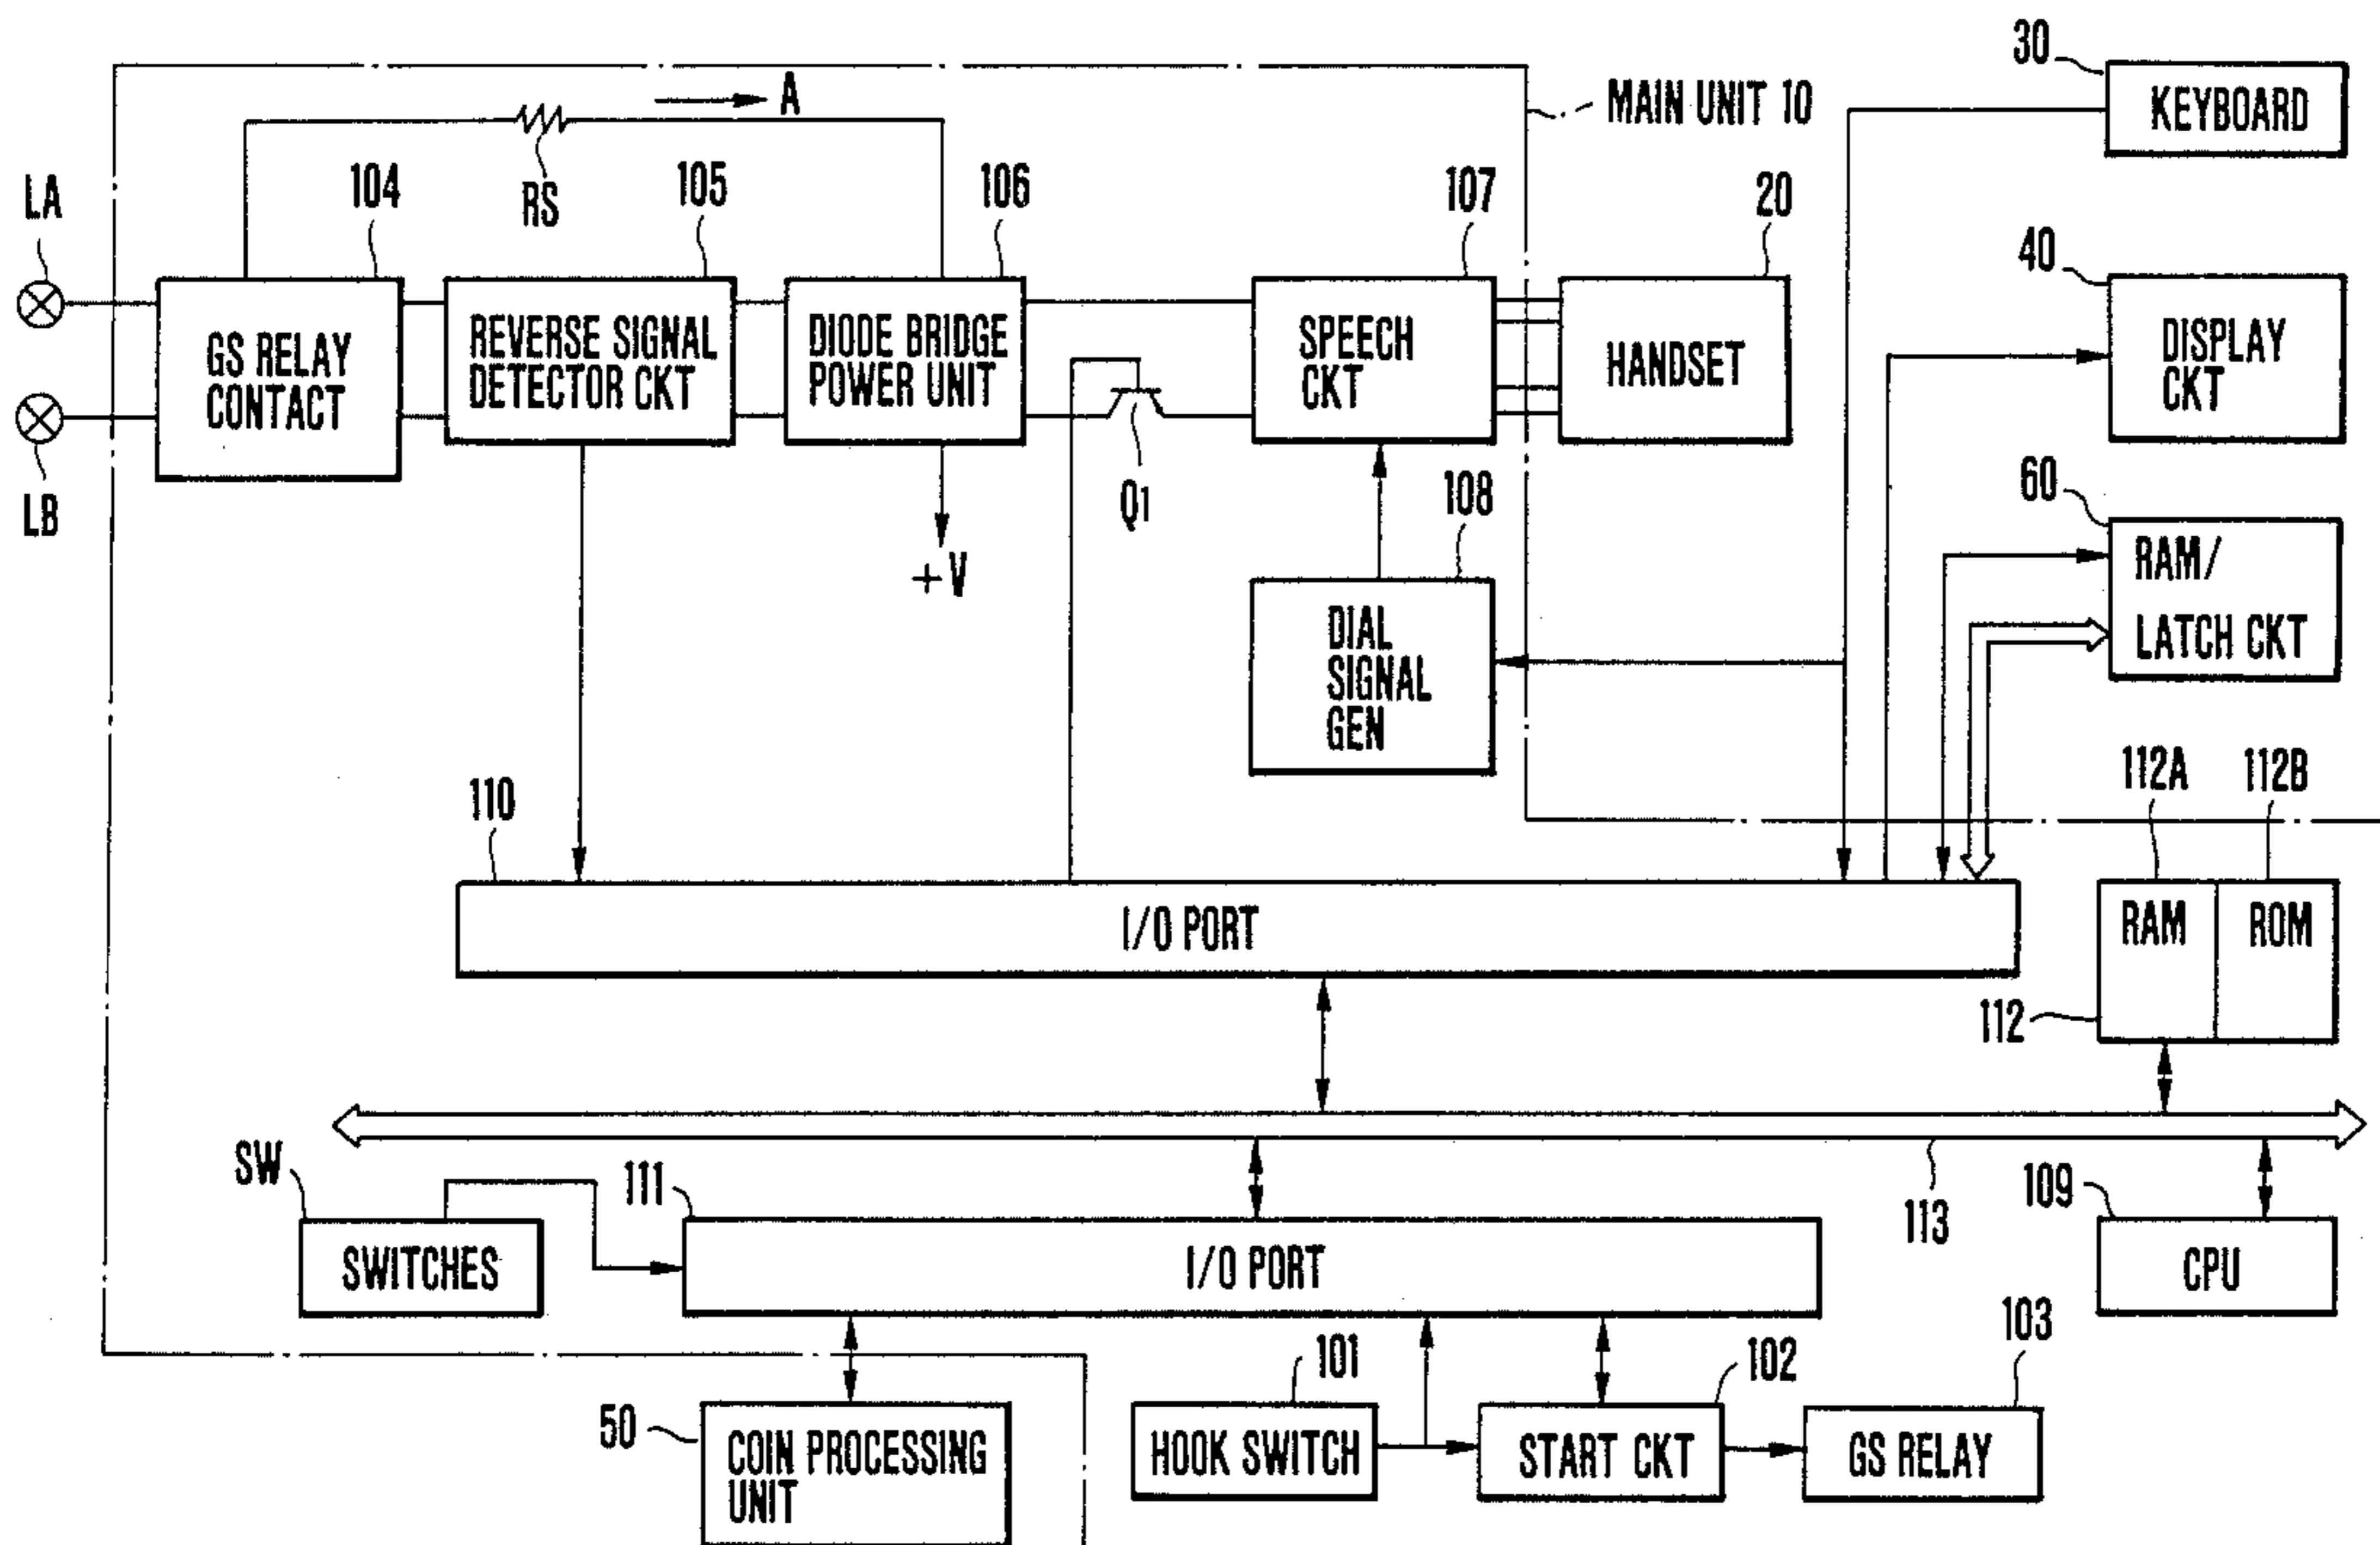 30
KEYBOARD
A
MAIN UNIT 10
LA
104
RS
105
106
107
20
40
GS RELAY
CONTACT
REVERSE SIGNAL
DETECTOR CKT
DIODE BRIDGE
POWER UNIT
SPEECH
CKT
HANDSET
DISPLAY
CKT
LB
Q1
108
60
+V
RAM/
LATCH CKT
DIAL
SIGNAL
GEN
110
112A
112B
I/O PORT
RAM
ROM
112
SW
111
113
109
SWITCHES
I/O PORT
CPU
101
102
103
50
COIN PROCESSING
UNIT
HOOK SWITCH
START CKT
GS RELAY